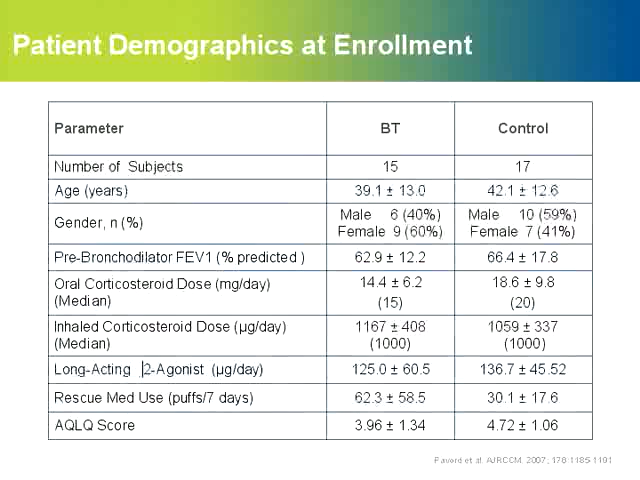 Patient Demographics at Enrollment
Parameter BT Control
Number of Subjects 15 17
Age (years) 39.1 ± 13.0 42.1 ± 12.6
Gender, n (%) Male 6 (40%) Female 9 (60%) Male 10 (59%) Female 7 (41%)
Pre-Bronchodilator FEV1 (% predicted ) 62.9 ± 12.2 66.4 ± 17.8
Oral Corticosteroid Dose (mg/day) 14.4 ± 6.2 18.6 ± 9.8
(Median) (15) (20)
Inhaled Corticosteroid Dose (µg/day) 1167 ± 408 1059 ± 337
(Median) (1000) (1000)
Long-Acting 2-Agonist (µg/day) 125.0 ± 60.5 136.7 ± 45.52
Rescue Med Use (puffs/7 days) 62.3 ± 58.5 30.1 ± 17.6
AQLQ Score 3.96 ± 1.34 4.72 ± 1.06
Pavord et al. AJRCCM. 2007; 176:1185-1191